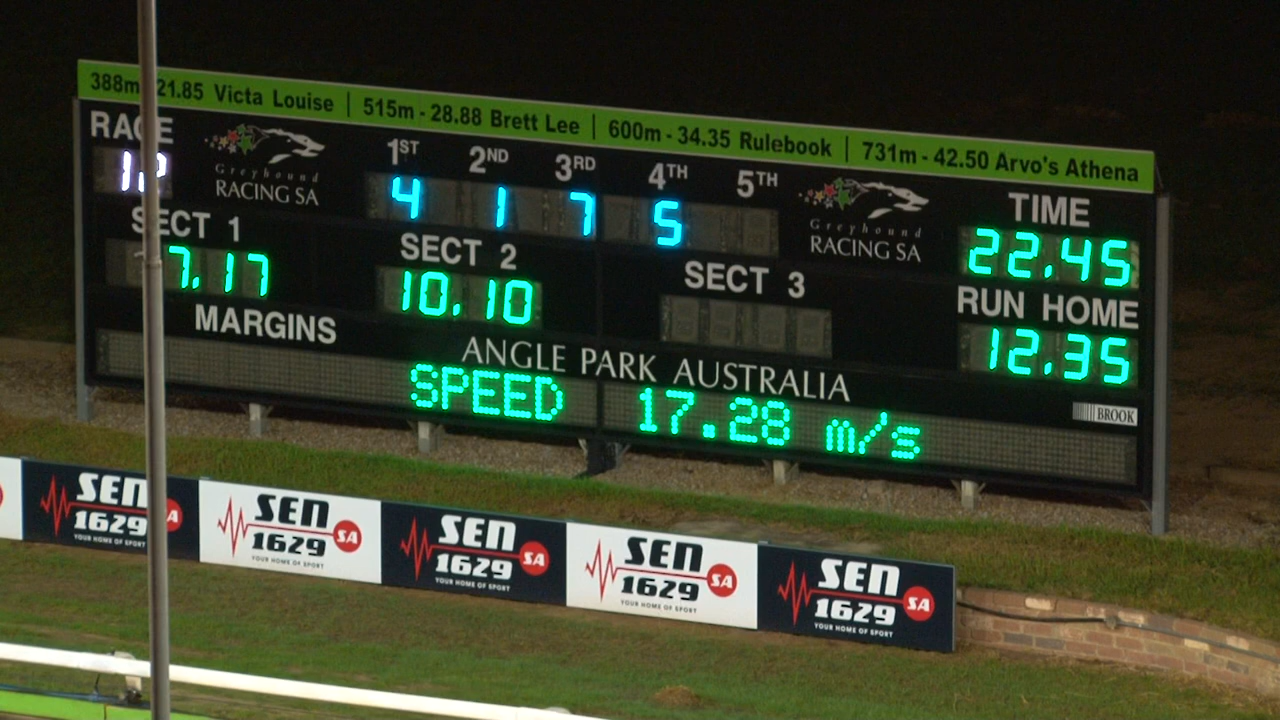 388m 21.85 Victa Louise | 515m - 28.88 Brett Lee | 600m - 34.35 Rulebook | 731m - 42.50 Arvo's Athena
RACE
Greyhound
RACING SA
1ST 2ND 3RD 4TH 5TH
4 1 7 5
Greyhound
RACING SA
TIME
22.45
SECT 1
7.17
SECT 2
10.10
SECT 3
RUN HOME
12.35
MARGINS
ANGLE PARK AUSTRALIA
SPEED 17.28 m/s
BROOK
SEN
1629
SA
YOUR HOME OF SPORT
SEN
1629
SA
YOUR HOME OF SPORT
SEN
1629
SA
YOUR HOME OF SPORT
SEN
1629
SA
YOUR HOME OF SPORT
SEN
1629
SA
YOUR HOME OF SPORT